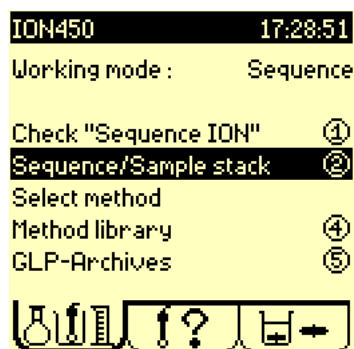 ION450 17:28:51
Working mode : Sequence
Check "Sequence ION" ①
Sequence/Sample stack ②
Select method
Method library ④
GLP-Archives ⑤
?